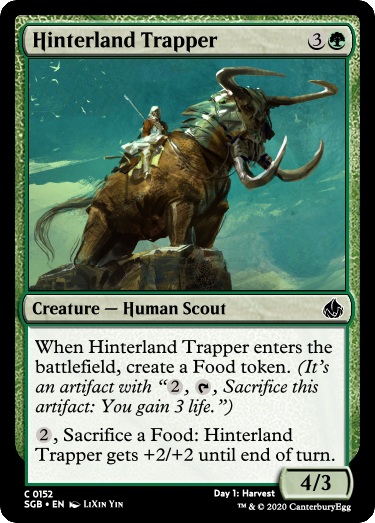 Hinterland Trapper 3
Creature — Human Scout
When Hinterland Trapper enters the
battlefield, create a Food token. (It's
an artifact with “2, , Sacrifice this
artifact: You gain 3 life.”)
2, Sacrifice a Food: Hinterland
Trapper gets +2/+2 until end of turn.
4/3
C 0152
SGB • EN LiXin Yin
Day 1: Harvest
™ & © 2020 CanterburyEgg